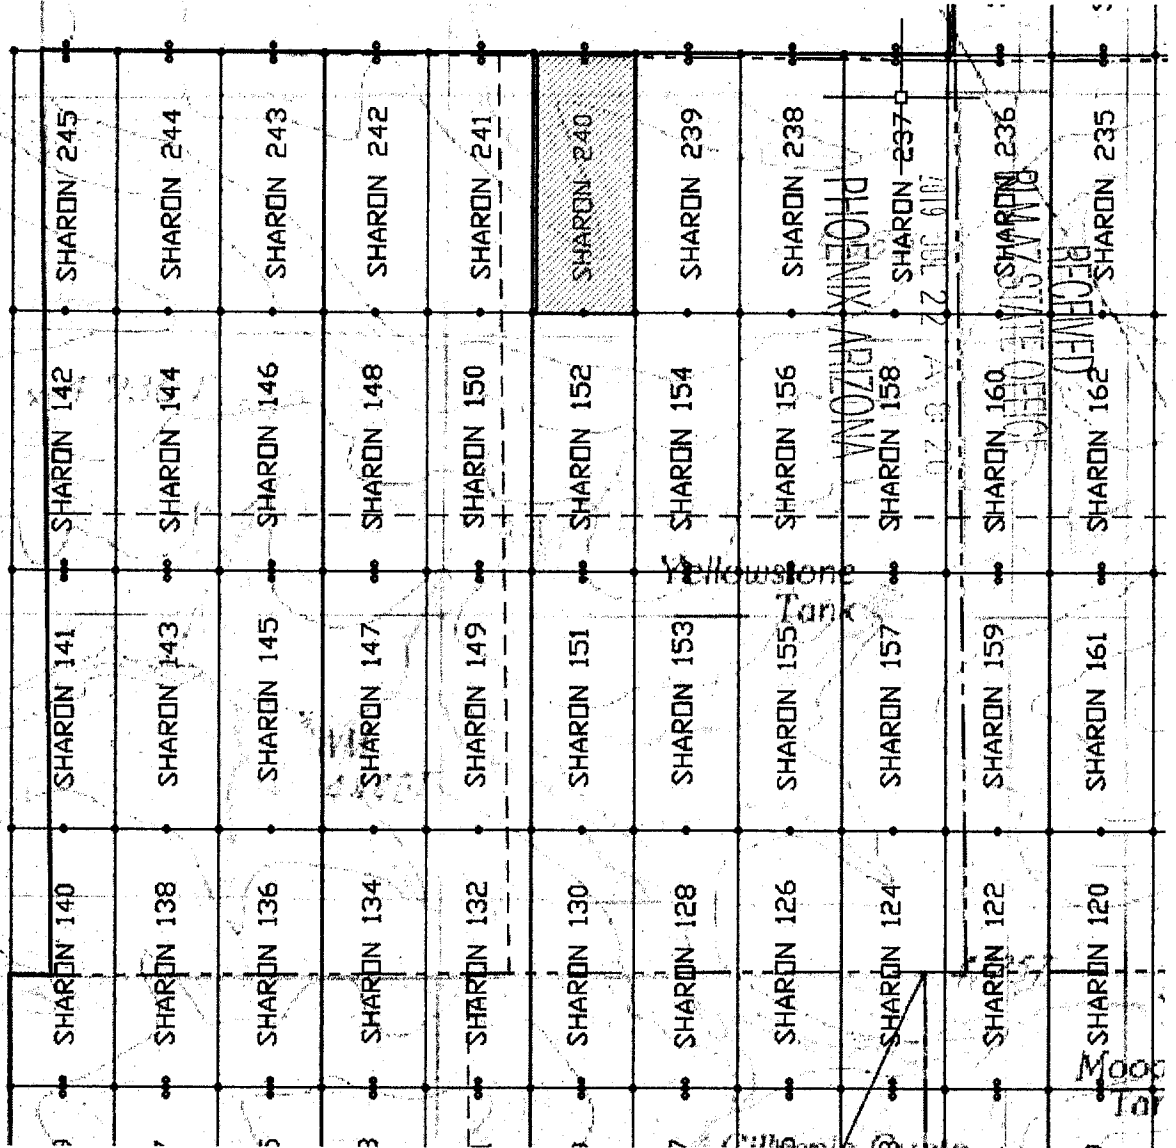 SHARON 245
SHARON 244
SHARON 243
SHARON 242
SHARON 241
SHARON 240
SHARON 239
SHARON 238
SHARON 237
SHARON 236
SHARON 235
SHARON 142
SHARON 144
SHARON 146
SHARON 148
SHARON 150
SHARON 152
SHARON 154
SHARON 156
SHARON 158
SHARON 160
SHARON 162
RECEIVED
BLM AZ STATE OFFICE
2019 JUL 22 A 8: 20
PHOENIX ARIZONA
Yellowstone
Tank
SHARON 141
SHARON 143
SHARON 145
SHARON 147
SHARON 149
SHARON 151
SHARON 153
SHARON 155
SHARON 157
SHARON 159
SHARON 161
SHARON 140
SHARON 138
SHARON 136
SHARON 134
SHARON 132
SHARON 130
SHARON 128
SHARON 126
SHARON 124
SHARON 122
SHARON 120